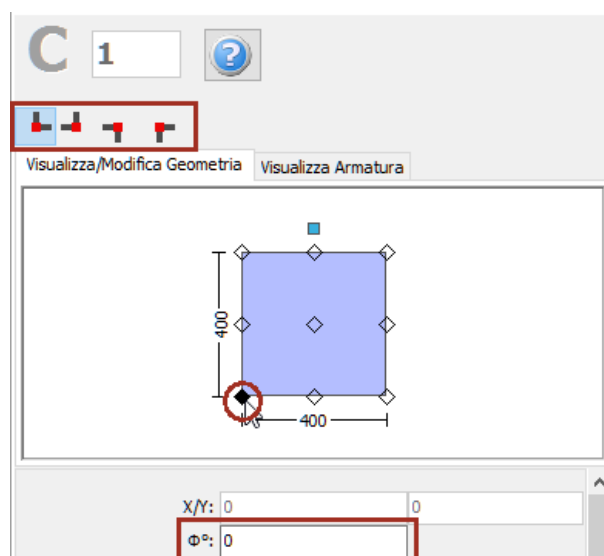 C 1
Visualizza/Modifica Geometria Visualizza Armatura
400
400
X/Y: 0 0
Φ°: 0